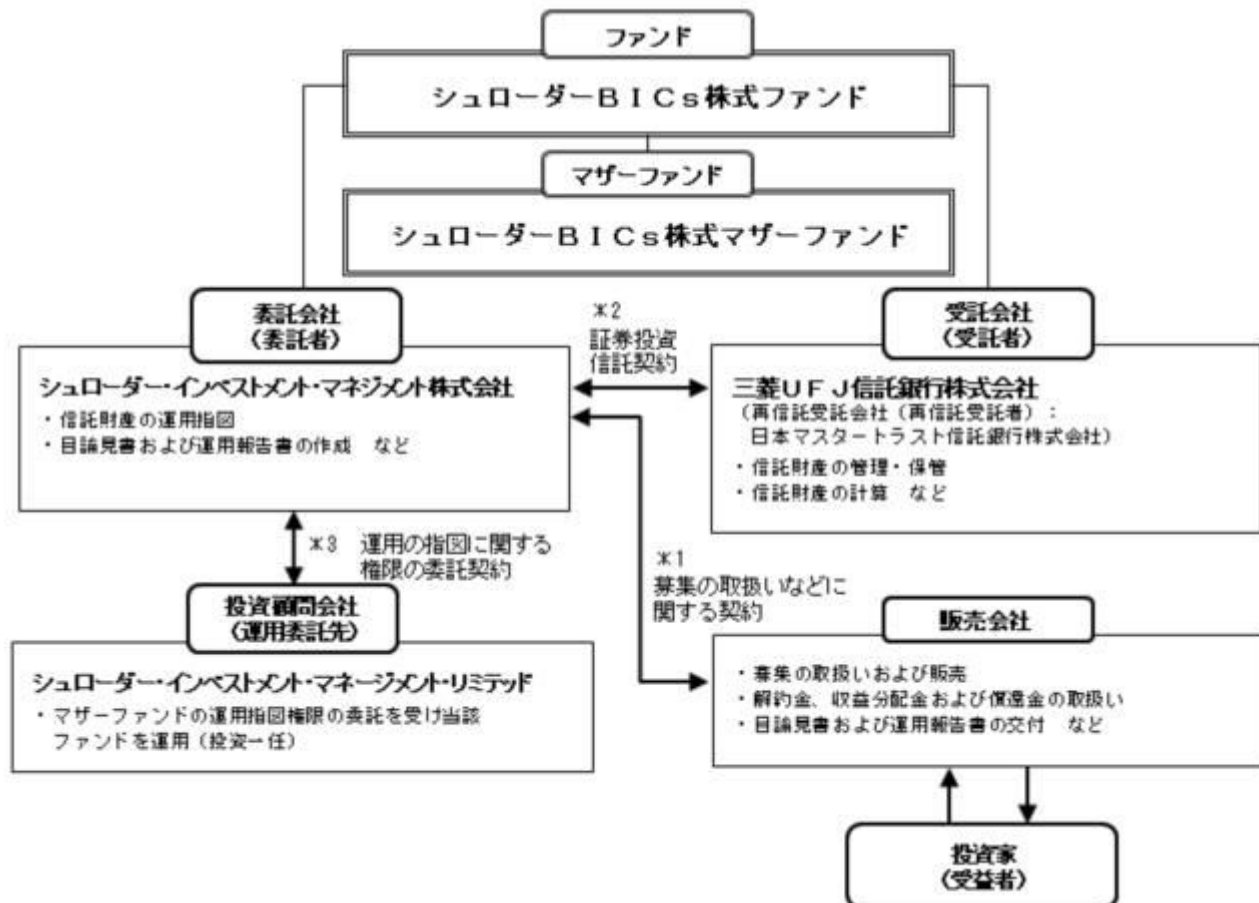 ファンド
シュローダーBICs株式ファンド
マザーファンド
シュローダーBICs株式マザーファンド
委託会社
(委託者)
シュローダー・インベストメント・マネジメント株式会社
・信託財産の運用指図
・目論見書および運用報告書の作成 など
*2
証券投資
信託契約
受託会社
(受託者)
三菱UFJ信託銀行株式会社
(再信託受託会社(再信託受託者):
日本マスタートラスト信託銀行株式会社)
・信託財産の管理・保管
・信託財産の計算 など
*3 運用の指図に関する
権限の委託契約
投資顧問会社
(運用委託先)
シュローダー・インベストメント・マネージメント・リミテッド
・マザーファンドの運用指図権限の委託を受け当該
ファンドを運用(投資一任)
*1
募集の取扱いなどに
関する契約
販売会社
・募集の取扱いおよび販売
・解約金、収益分配金および償還金の取扱い
・目論見書および運用報告書の交付 など
投資家
(受益者)